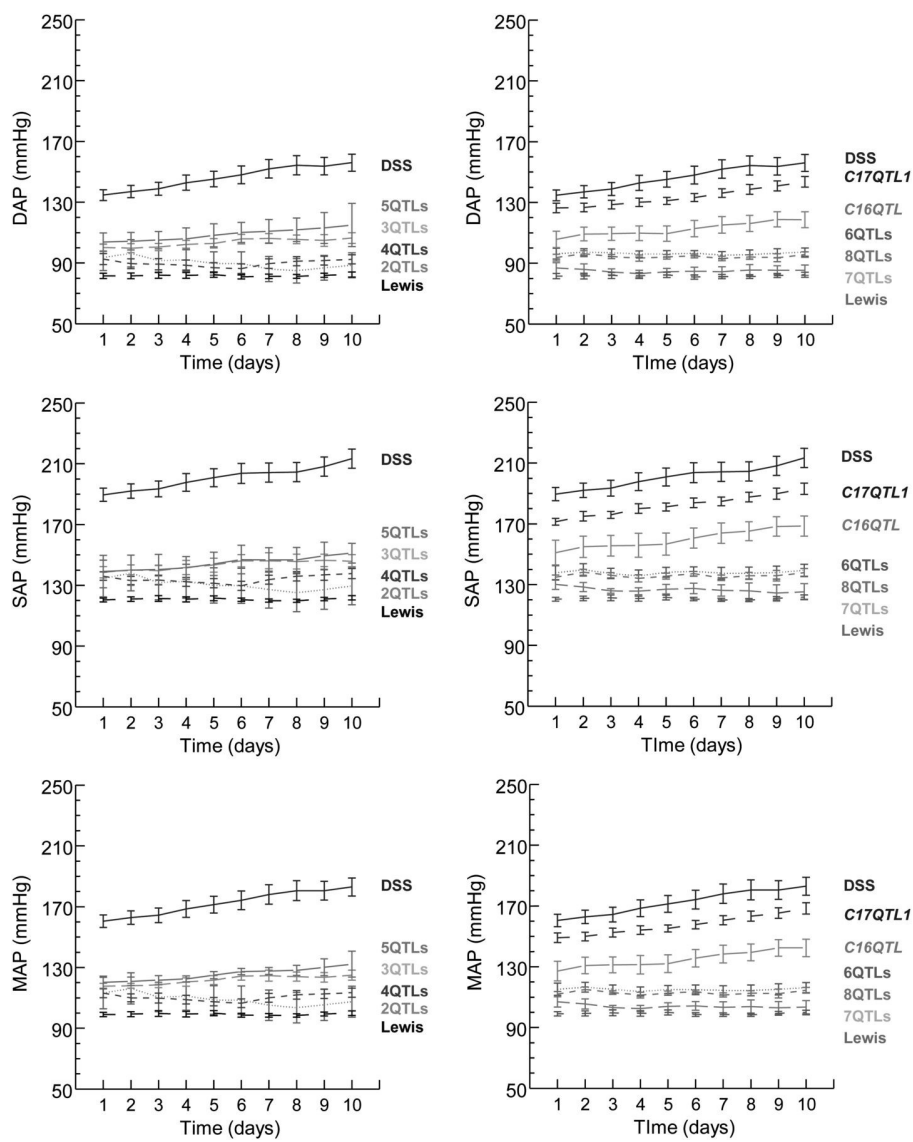 250
210
170
130
90
50
DAP (mmHg)
DSS
5QTLs
3QTLs
4QTLs
2QTLs
Lewis
1 2 3 4 5 6 7 8 9 10
Time (days)
250
210
170
130
90
50
DAP (mmHg)
DSS
C17QTL1
C16QTL
6QTLs
8QTLs
7QTLs
Lewis
1 2 3 4 5 6 7 8 9 10
TIme (days)
250
210
170
130
90
50
SAP (mmHg)
DSS
5QTLs
3QTLs
4QTLs
2QTLs
Lewis
1 2 3 4 5 6 7 8 9 10
Time (days)
250
210
170
130
90
50
SAP (mmHg)
DSS
C17QTL1
C16QTL
6QTLs
8QTLs
7QTLs
Lewis
1 2 3 4 5 6 7 8 9 10
TIme (days)
250
210
170
130
90
50
MAP (mmHg)
DSS
5QTLs
3QTLs
4QTLs
2QTLs
Lewis
1 2 3 4 5 6 7 8 9 10
Time (days)
250
210
170
130
90
50
MAP (mmHg)
DSS
C17QTL1
C16QTL
6QTLs
8QTLs
7QTLs
Lewis
1 2 3 4 5 6 7 8 9 10
TIme (days)